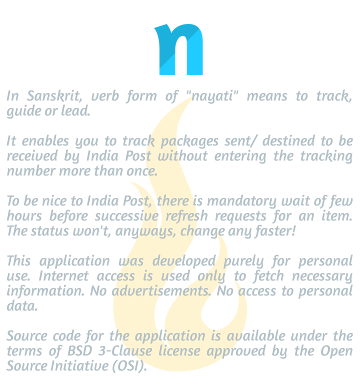 n
In Sanskrit, verb form of "nayati" means to track,
guide or lead.
It enables you to track packages sent/ destined to be
received by India Post without entering the tracking
number more than once.
To be nice to India Post, there is mandatory wait of few
hours before successive refresh requests for an item.
The status won't, anyways, change any faster!
This application was developed purely for personal
use. Internet access is used only to fetch necessary
information. No advertisements. No access to personal
data.
Source code for the application is available under the
terms of BSD 3-Clause license approved by the Open
Source Initiative (OSI).